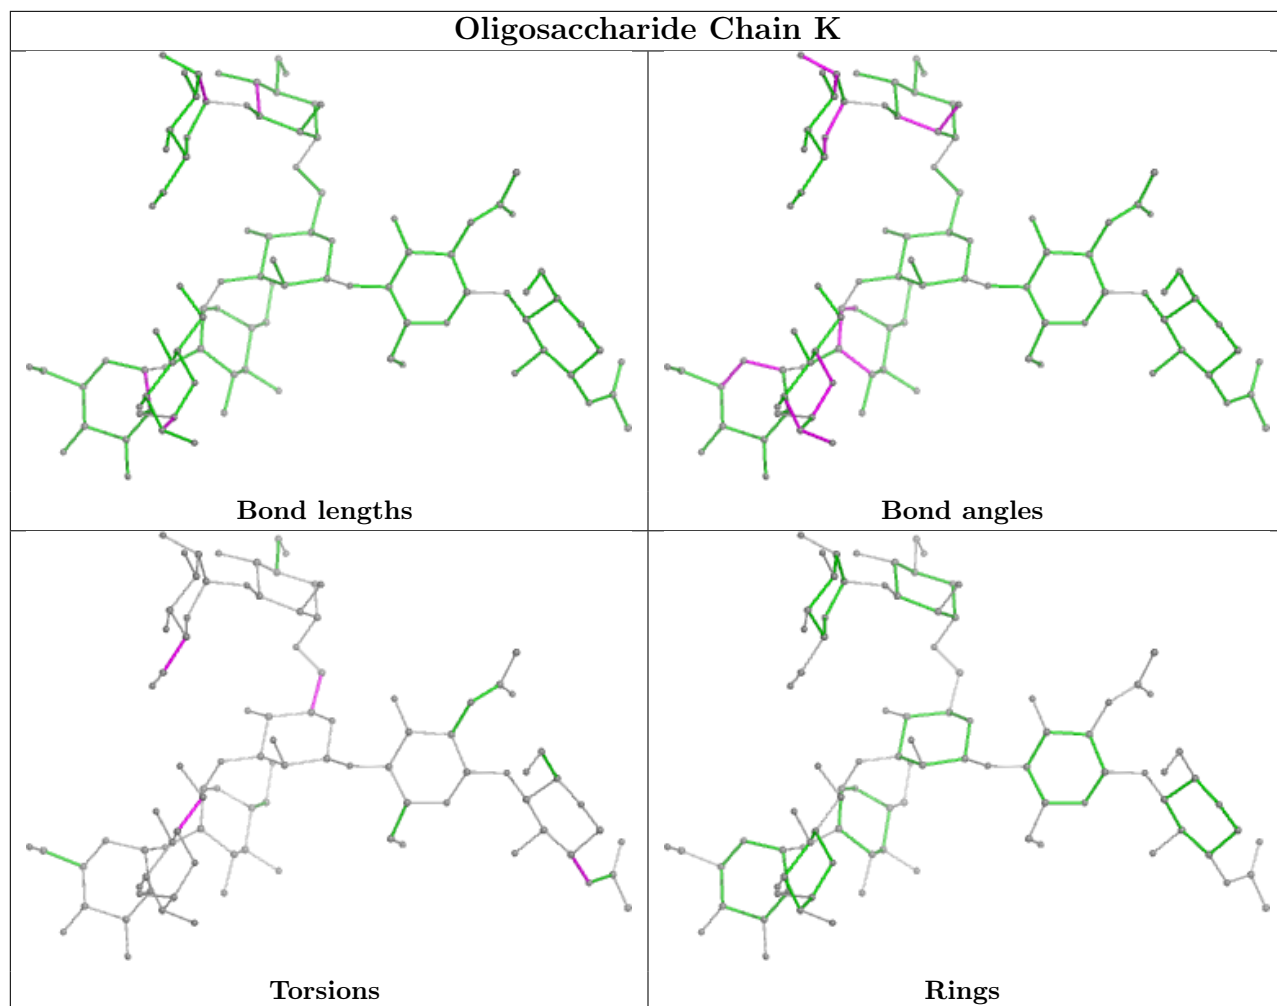 Oligosaccharide Chain K
Bond lengths
Bond angles
Torsions
Rings